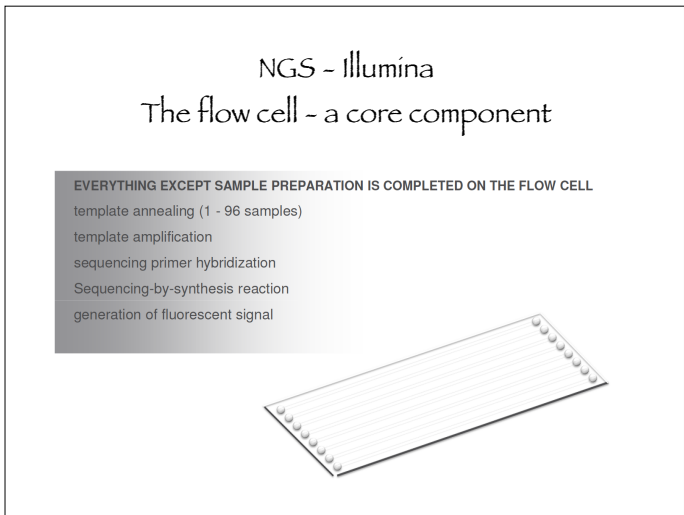 NGS - Illumina
The flow cell - a core component
EVERYTHING EXCEPT SAMPLE PREPARATION IS COMPLETED ON THE FLOW CELL
template annealing (1 - 96 samples)
template amplification
sequencing primer hybridization
Sequencing-by-synthesis reaction
generation of fluorescent signal